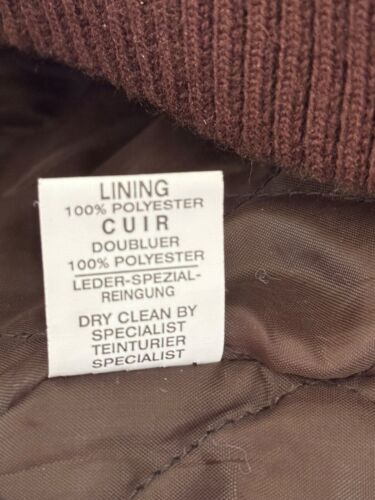 LINING
100% POLYESTER
CUIR
DOUBLUER
100% POLYESTER
LEDER-SPEZIAL-
REINGUNG
DRY CLEAN BY
SPECIALIST
TEINTURIER
SPECIALIST